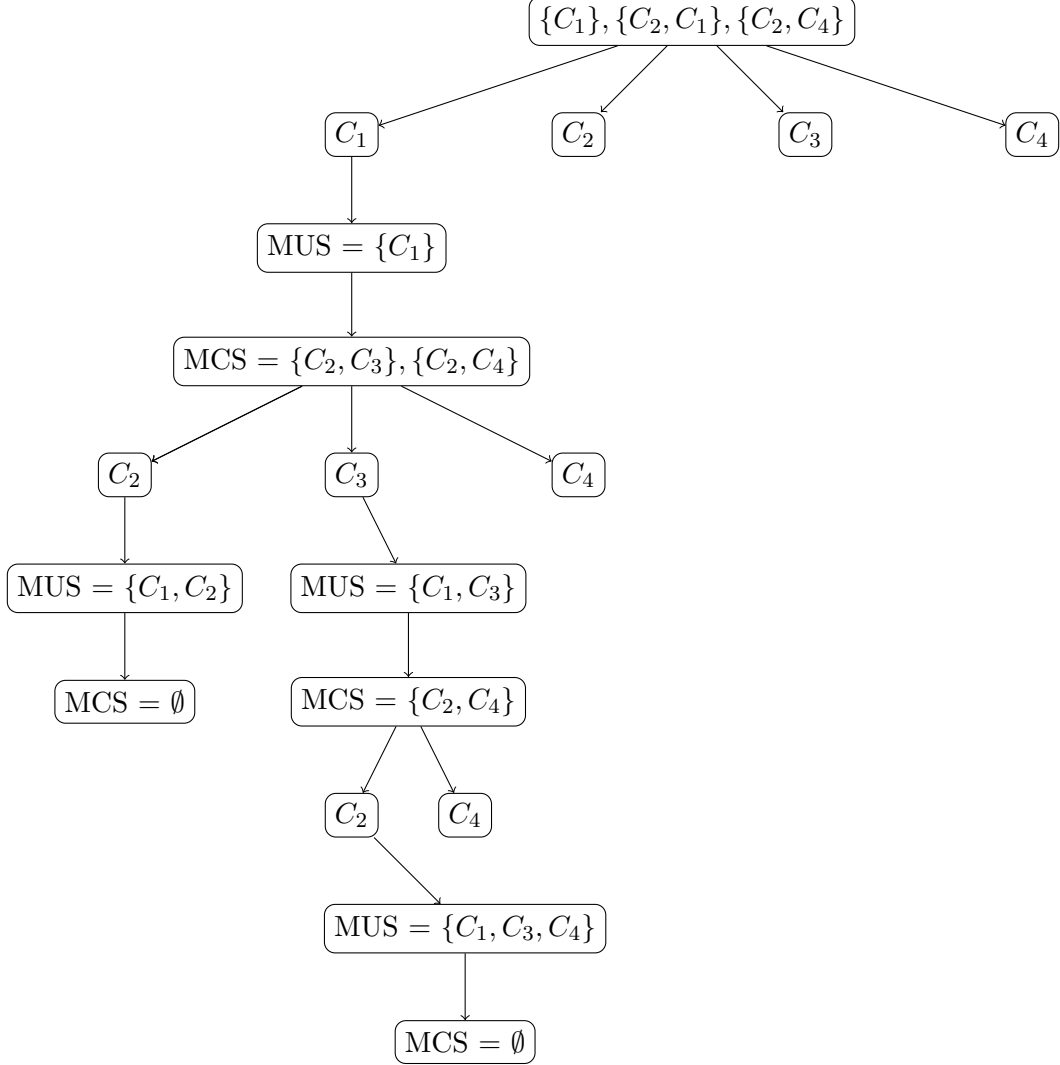 {C₁}, {C₂, C₁}, {C₂, C₄}
C₁ C₂ C₃ C₄
MUS = {C₁}
MCS = {C₂, C₃}, {C₂, C₄}
C₂ C₃ C₄
MUS = {C₁, C₂} MUS = {C₁, C₃}
MCS = ∅ MCS = {C₂, C₄}
C₂ C₄
MUS = {C₁, C₃, C₄}
MCS = ∅